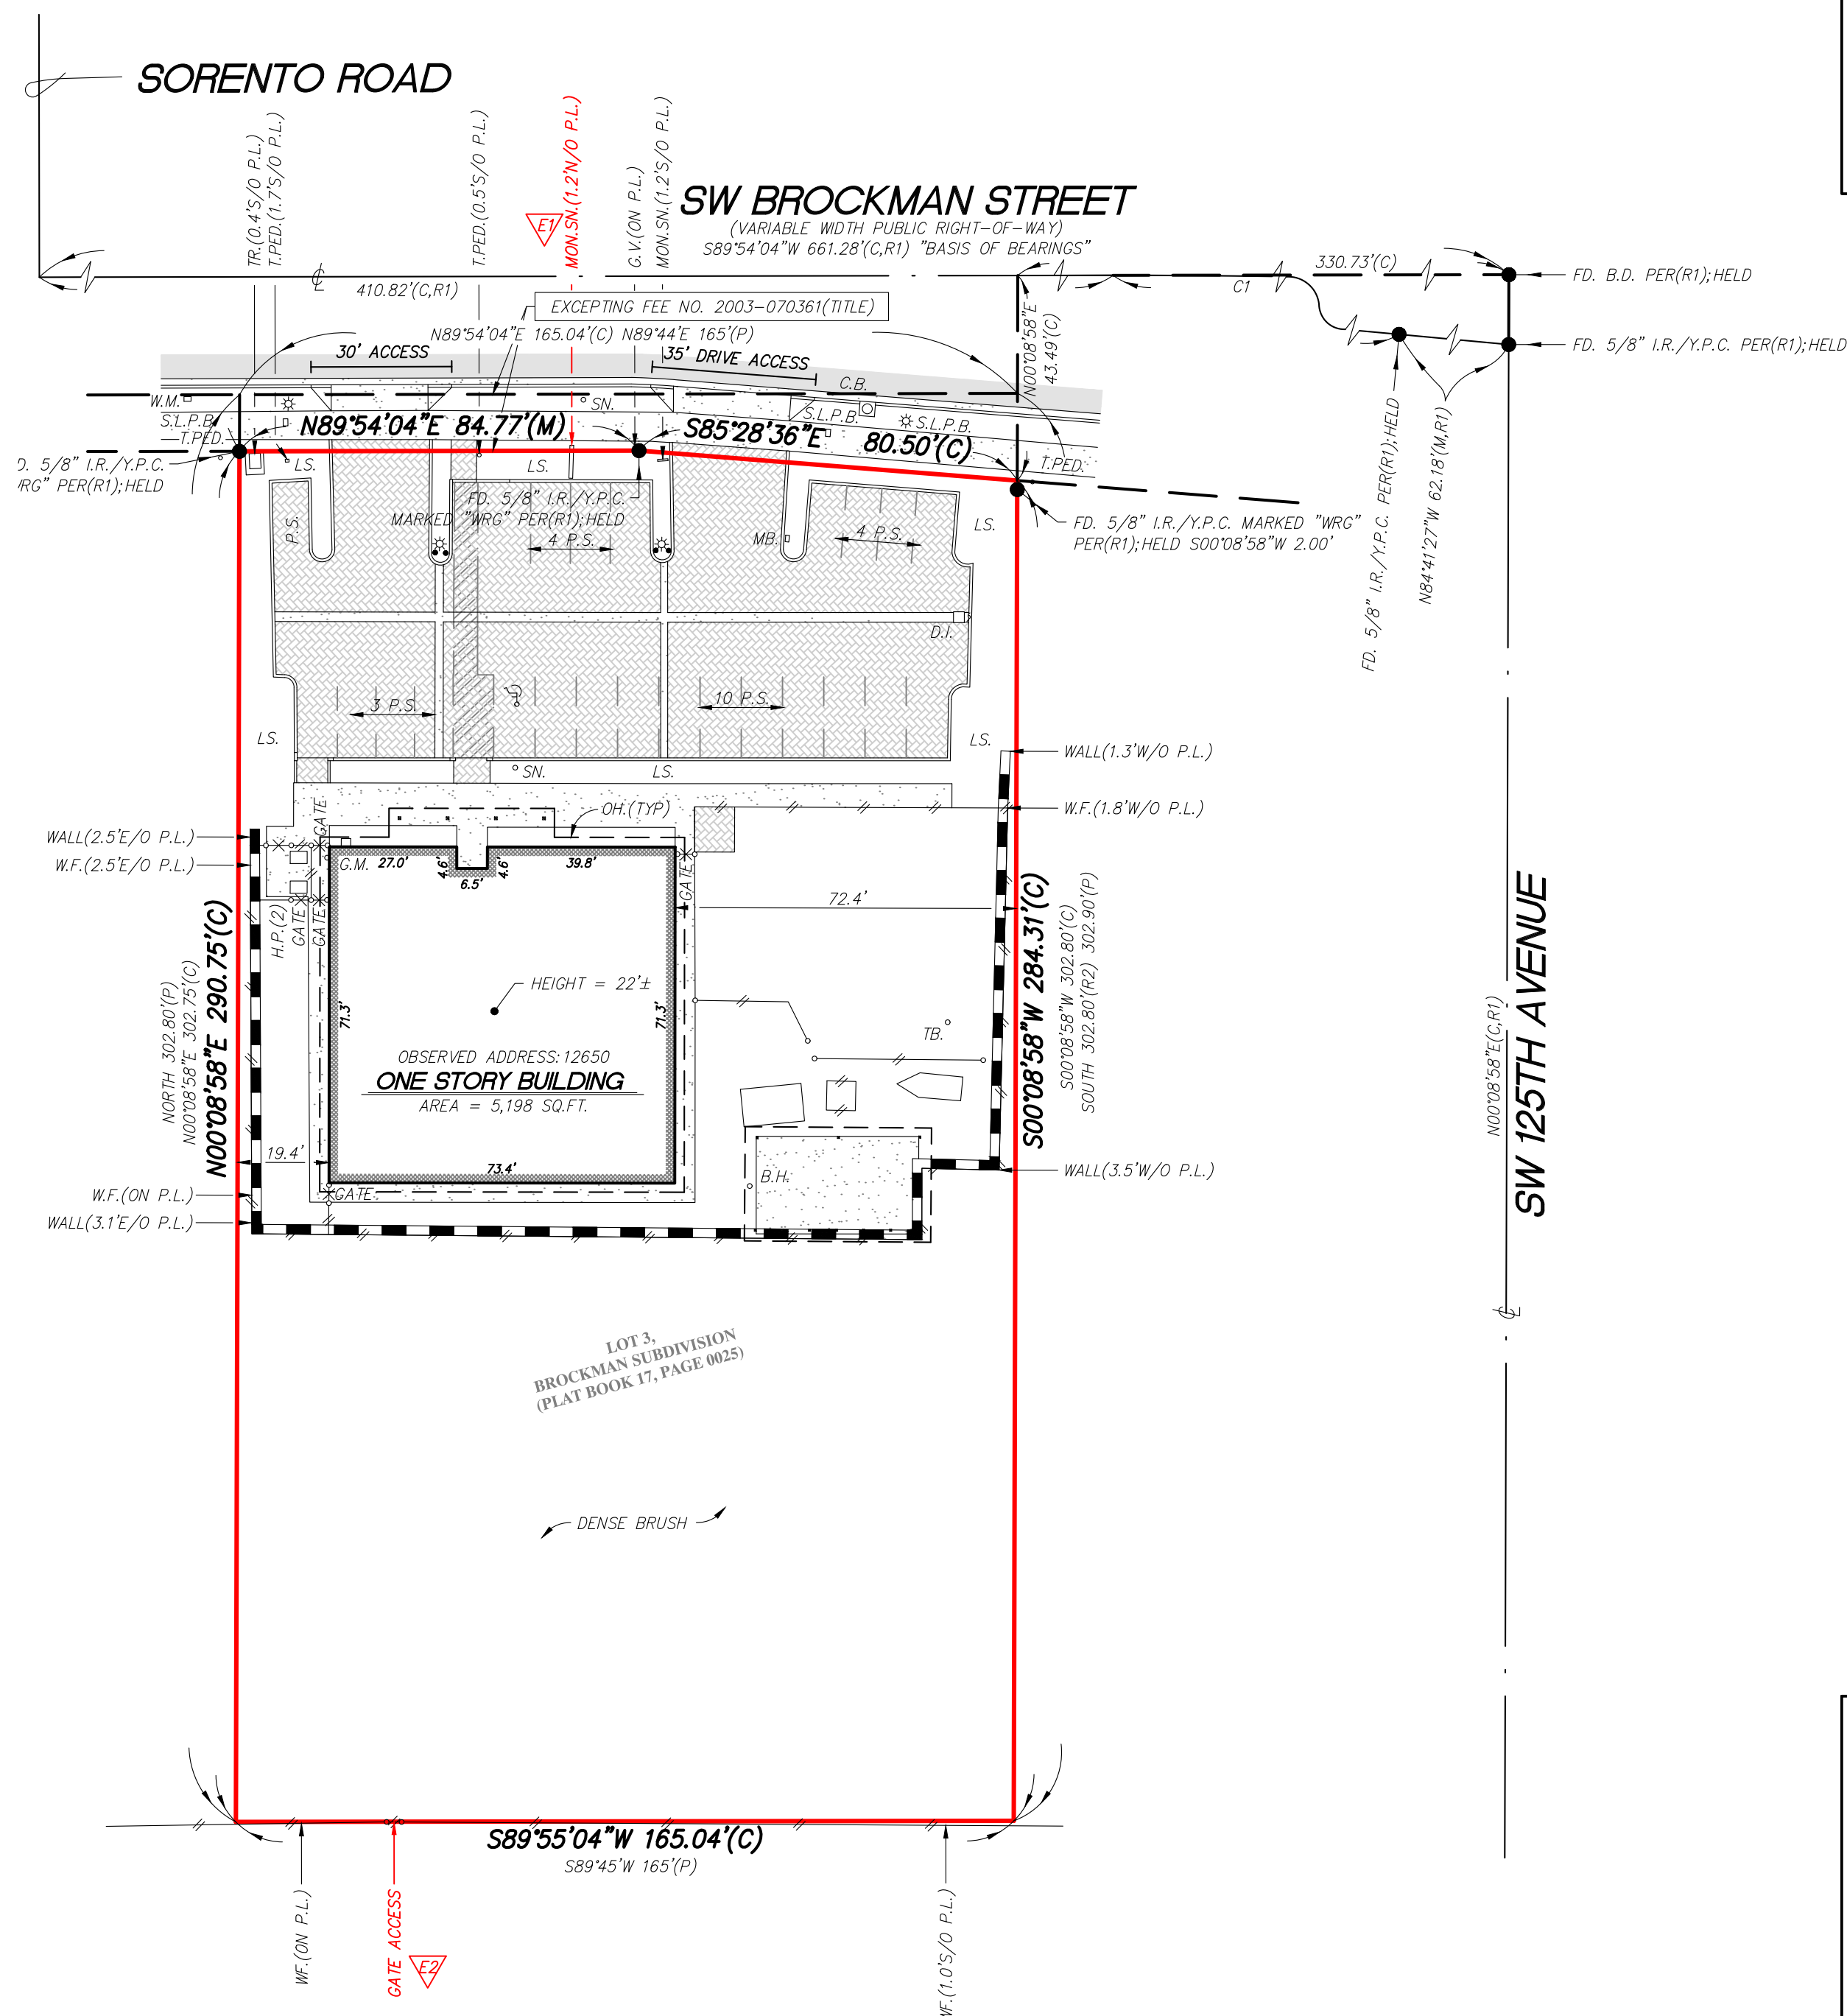 SORENTO ROAD
TR.(0.4'S/O P.L.)
T.PED.(1.7'S/O P.L.)
T.PED.(0.5'S/O P.L.)
E1
MON.SN.(1.2'N/O P.L.)
G.V.(ON P.L.)
MON.SN.(1.2'S/O P.L.)
SW BROCKMAN STREET
(VARIABLE WIDTH PUBLIC RIGHT-OF-WAY)
S89°54'04"W 661.28'(C,R1) "BASIS OF BEARINGS"
410.82'(C,R1)
330.73'(C)
C1
FD. B.D. PER(R1);HELD
FD. 5/8" I.R./Y.P.C. PER(R1);HELD
EXCEPTING FEE NO. 2003-070361(TITLE)
N89°54'04"E 165.04'(C) N89°44'E 165'(P)
N00°08'58"E
43.49'(C)
30' ACCESS
35' DRIVE ACCESS
C.B.
W.M.
SN.
S.L.P.B.
S.L.P.B.
S.L.P.B.
T.PED.
N89°54'04"E 84.77'(M)
S85°28'36"E 80.50'(C)
T.PED.
D. 5/8" I.R./Y.P.C.
"WRG" PER(R1);HELD
LS.
LS.
FD. 5/8" I.R./Y.P.C.
MARKED "WRG" PER(R1);HELD
P.S.
4 P.S.
MB.
4 P.S.
LS.
FD. 5/8" I.R./Y.P.C. MARKED "WRG"
PER(R1);HELD S00°08'58"W 2.00'
FD. 5/8" I.R./Y.P.C. PER(R1);HELD
N84°41'27"W 62.18'(M,R1)
D.I.
3 P.S.
10 P.S.
LS.
LS.
SN.
LS.
WALL(1.3'W/O P.L.)
W.F.(1.8'W/O P.L.)
OH.(TYP)
GATE
WALL(2.5'E/O P.L.)
W.F.(2.5'E/O P.L.)
G.M.
27.0'
4.6'
6.5'
4.6'
39.8'
GATE
H.P.(2)
GATE
GATE
72.4'
NORTH 302.80'(P)
N00°08'58"E 302.75'(C)
N00°08'58"E 290.75'(C)
71.3'
HEIGHT = 22'±
71.3'
OBSERVED ADDRESS: 12650
ONE STORY BUILDING
AREA = 5,198 SQ.FT.
TB.
S00°08'58"W 284.31'(C)
S00°08'58"W 302.80'(C)
SOUTH 302.80'(R2) 302.90'(P)
N00°08'58"E(C,R1)
SW 125TH AVENUE
19.4'
73.4'
B.H.
WALL(3.5'W/O P.L.)
W.F.(ON P.L.)
GATE
WALL(3.1'E/O P.L.)
LOT 3,
BROCKMAN SUBDIVISION
(PLAT BOOK 17, PAGE 0025)
DENSE BRUSH
S89°55'04"W 165.04'(C)
S89°45'W 165'(P)
WF.(ON P.L.)
GATE ACCESS
E2
WF.(1.0'S/O P.L.)